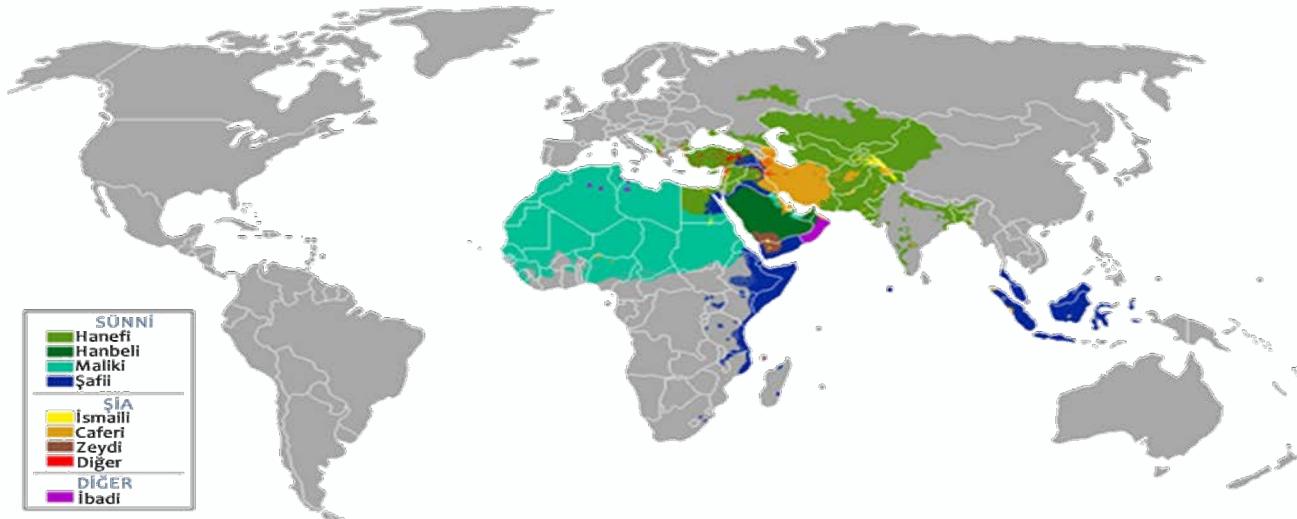 SÜNNİ
Hanefi
Hanbeli
Maliki
Şafii
ŞİA
İsmaili
Caferi
Zeydi
Diğer
DİĞER
İbadi